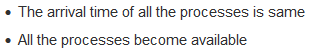 • The arrival time of all the processes is same
• All the processes become available